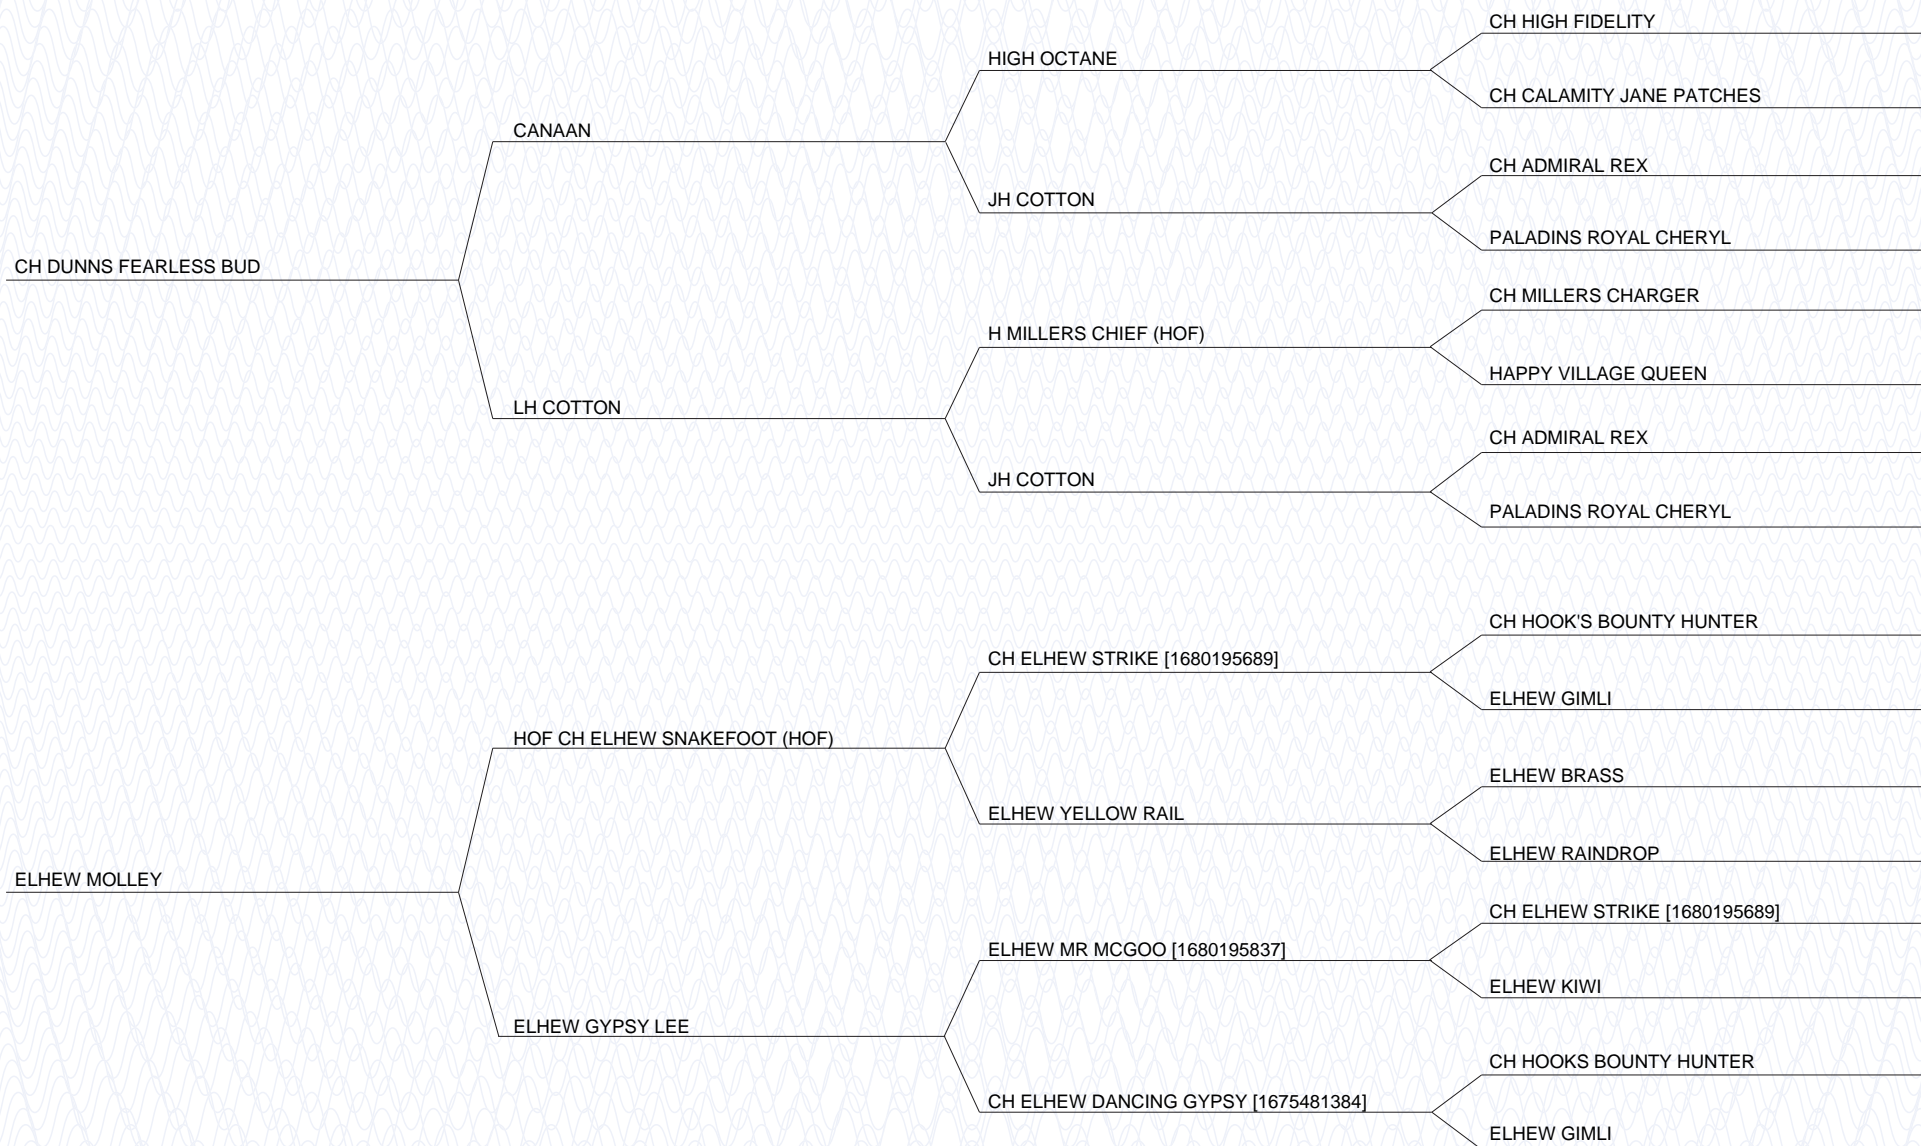 CH HIGH FIDELITY
HIGH OCTANE
CH CALAMITY JANE PATCHES
CANAAN
CH ADMIRAL REX
JH COTTON
PALADINS ROYAL CHERYL
CH DUNNS FEARLESS BUD
CH MILLERS CHARGER
H MILLERS CHIEF (HOF)
HAPPY VILLAGE QUEEN
LH COTTON
CH ADMIRAL REX
JH COTTON
PALADINS ROYAL CHERYL
CH HOOK'S BOUNTY HUNTER
CH ELHEW STRIKE [1680195689]
ELHEW GIMLI
HOF CH ELHEW SNAKEFOOT (HOF)
ELHEW BRASS
ELHEW YELLOW RAIL
ELHEW RAINDROP
ELHEW MOLLEY
CH ELHEW STRIKE [1680195689]
ELHEW MR MCGOO [1680195837]
ELHEW KIWI
ELHEW GYPSY LEE
CH HOOKS BOUNTY HUNTER
CH ELHEW DANCING GYPSY [1675481384]
ELHEW GIMLI